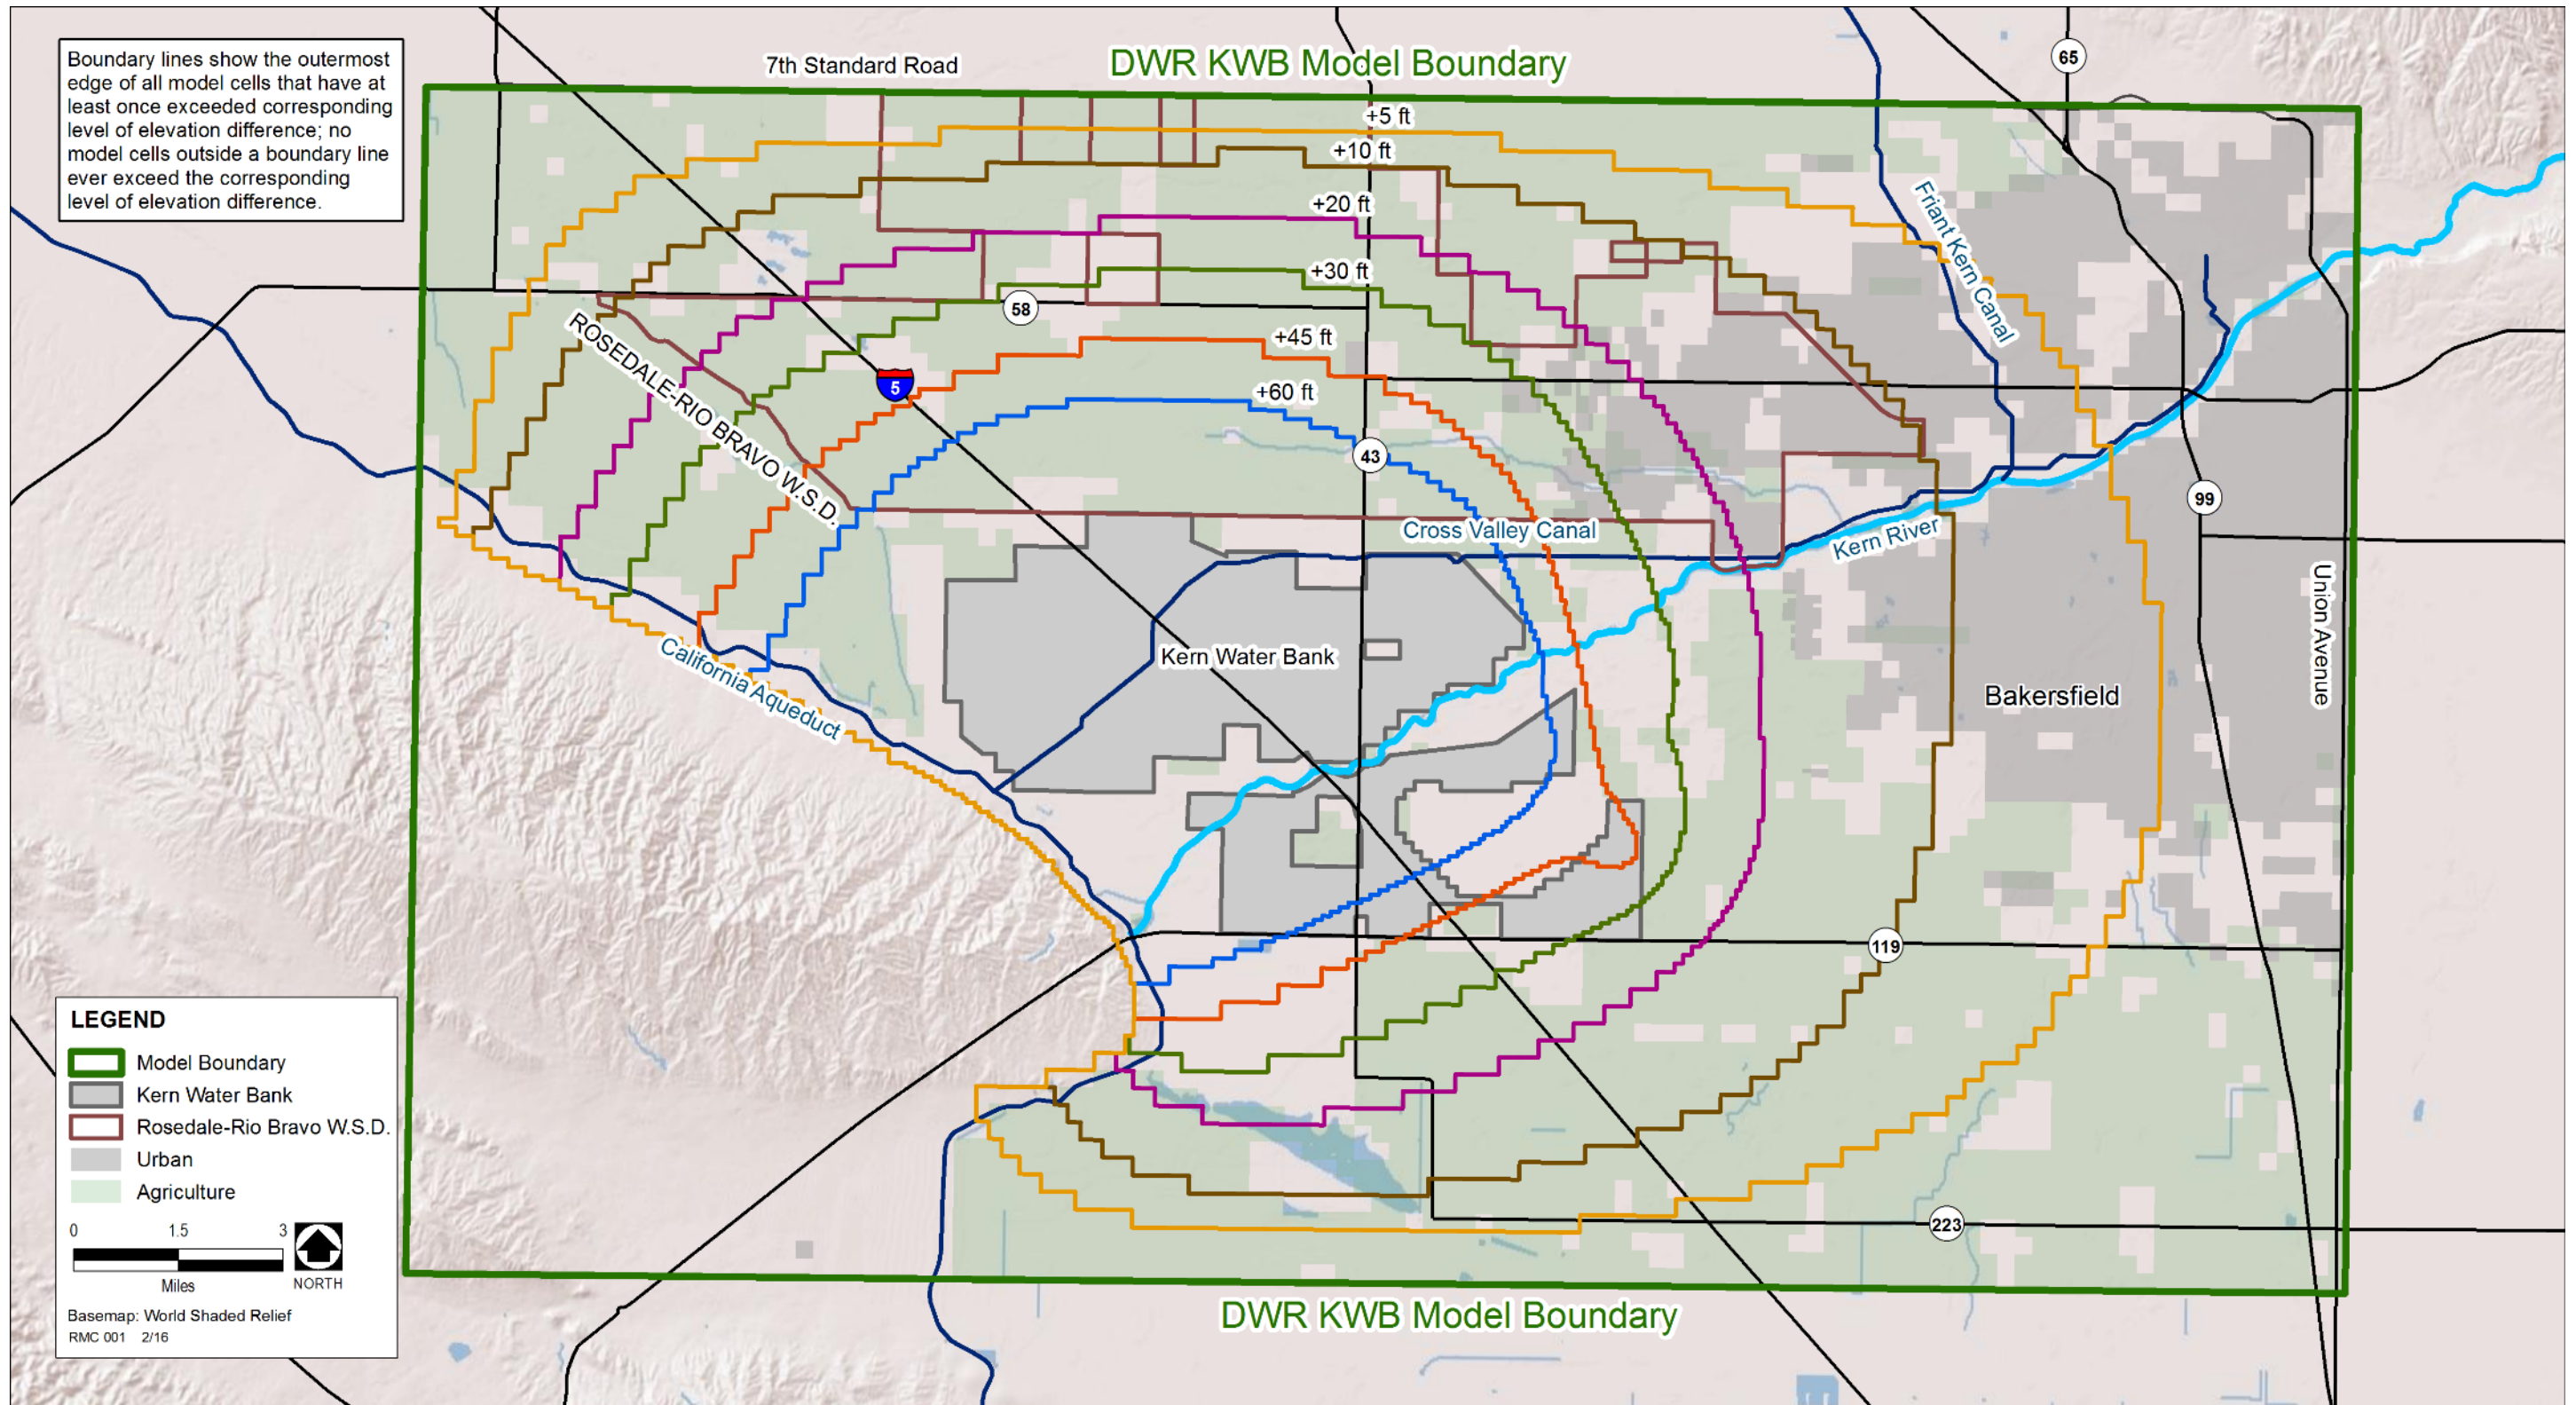 Boundary lines show the outermost
edge of all model cells that have at
least once exceeded corresponding
level of elevation difference; no
model cells outside a boundary line
ever exceed the corresponding
level of elevation difference.
7th Standard Road
DWR KWB Model Boundary
65
+5 ft
+10 ft
+20 ft
+30 ft
58
+45 ft
5
+60 ft
43
Friant Kern Canal
ROSEDALE-RIO BRAVO W.S.D.
99
Cross Valley Canal
Kern River
Union Avenue
Kern Water Bank
California Aqueduct
Bakersfield
119
223
DWR KWB Model Boundary
LEGEND
Model Boundary
Kern Water Bank
Rosedale-Rio Bravo W.S.D.
Urban
Agriculture
0 1.5 3
Miles
NORTH
Basemap: World Shaded Relief
RMC 001 2/16